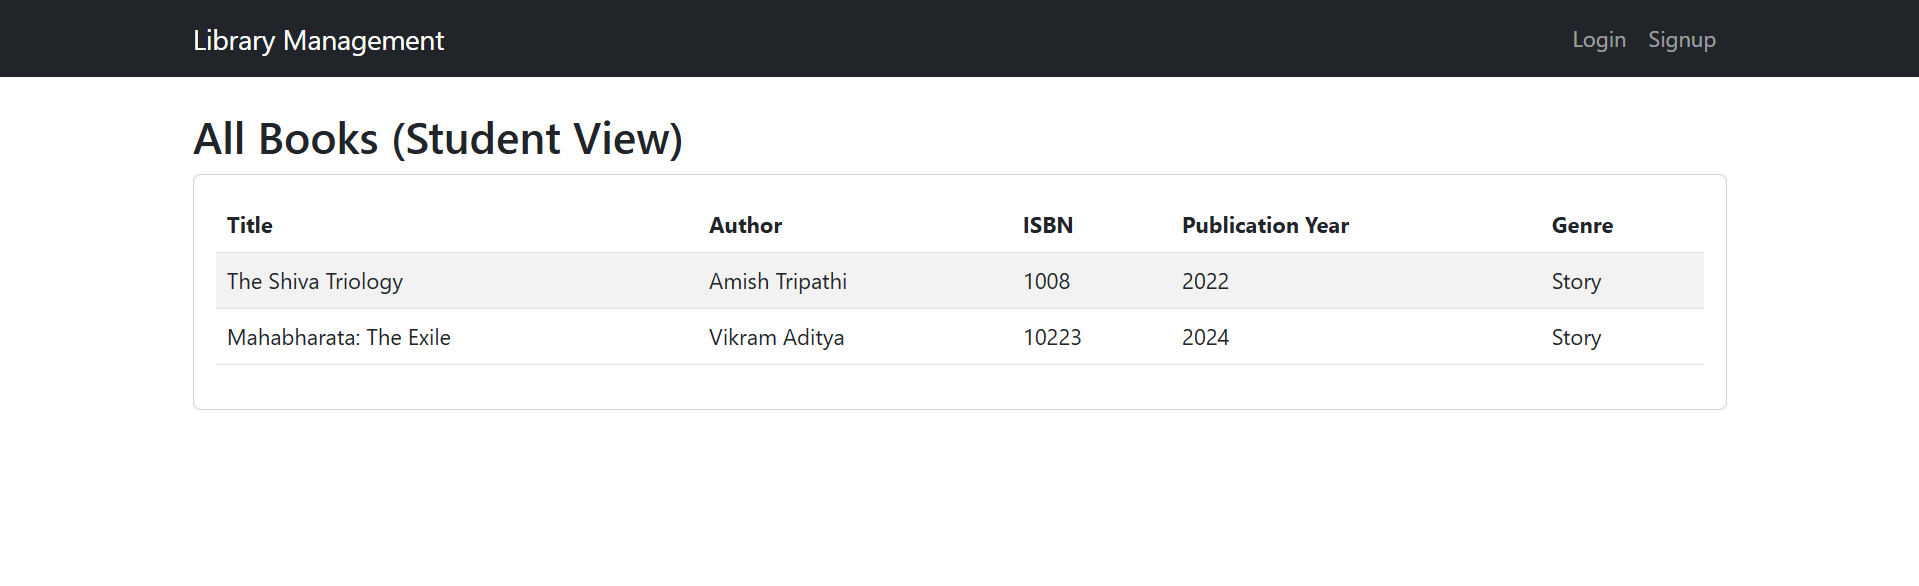 Library Management Login Signup
All Books (Student View)
Title Author ISBN Publication Year Genre
The Shiva Triology Amish Tripathi 1008 2022 Story
Mahabharata: The Exile Vikram Aditya 10223 2024 Story